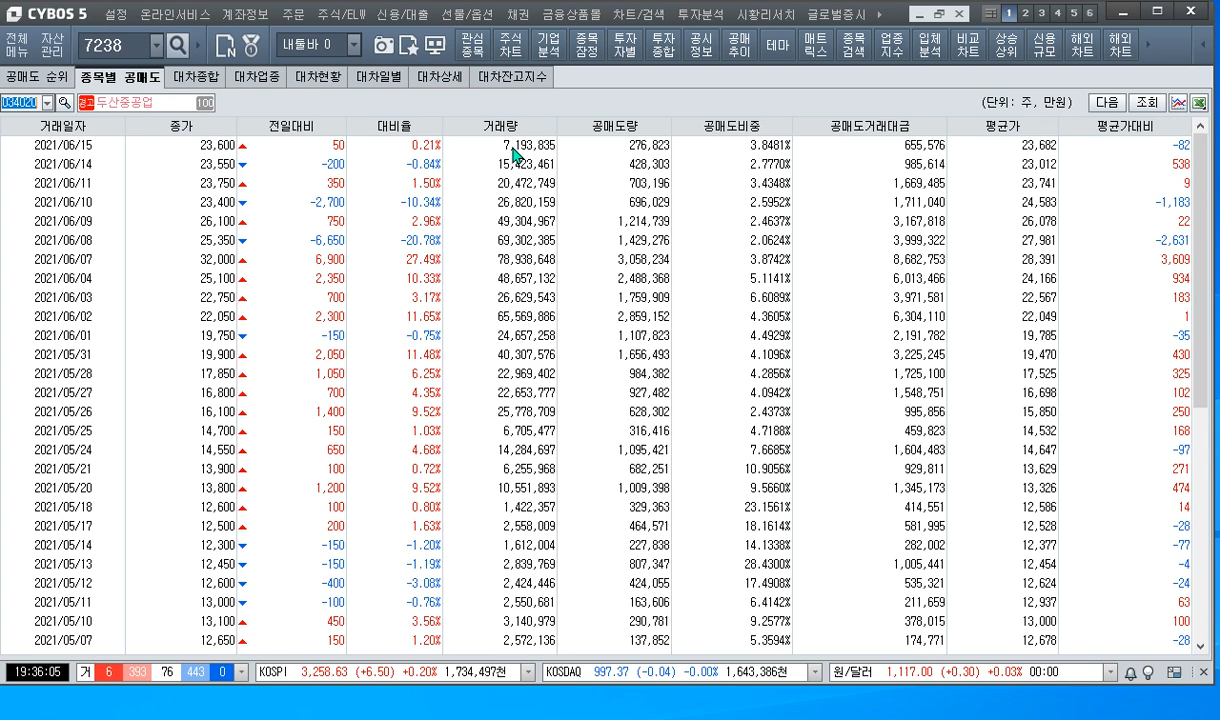 CYBOS 5 설정 온라인서비스 계좌정보 주문 주식/ELW 신용/대출 선물/옵션 채권 금융상품몰 차트/검색 투자분석 시황리서치 글로벌증시 1 2 3 4 5 6
전체메뉴 자산관리 7238 내툴바 0 관심종목 주식차트 기업분석 종목잠정 투자자별 투자종합 공시정보 공매추이 테마 매트릭스 종목검색 업종지수 입체분석 비교차트 상승상위 신용규모 해외차트 해외차트
공매도 순위 종목별 공매도 대차종합 대차업종 대차현황 대차일별 대차상세 대차잔고지수
034020 경고 두산중공업 100 (단위: 주, 만원) 다음 조회
거래일자 종가 전일대비 대비율 거래량 공매도량 공매도비중 공매도거래대금 평균가 평균가대비
2021/06/15 23,600 50 0.21% 7,193,835 276,823 3.8481% 655,576 23,682 -82
2021/06/14 23,550 -200 -0.84% 15,423,461 428,303 2.7770% 985,614 23,012 538
2021/06/11 23,750 350 1.50% 20,472,749 703,196 3.4348% 1,669,485 23,741 9
2021/06/10 23,400 -2,700 -10.34% 26,820,159 696,029 2.5952% 1,711,040 24,583 -1,183
2021/06/09 26,100 750 2.96% 49,304,967 1,214,739 2.4637% 3,167,818 26,078 22
2021/06/08 25,350 -6,650 -20.78% 69,302,385 1,429,276 2.0624% 3,999,322 27,981 -2,631
2021/06/07 32,000 6,900 27.49% 78,938,648 3,058,234 3.8742% 8,682,753 28,391 3,609
2021/06/04 25,100 2,350 10.33% 48,657,132 2,488,368 5.1141% 6,013,466 24,166 934
2021/06/03 22,750 700 3.17% 26,629,543 1,759,909 6.6089% 3,971,581 22,567 183
2021/06/02 22,050 2,300 11.65% 65,569,886 2,859,152 4.3605% 6,304,110 22,049 1
2021/06/01 19,750 -150 -0.75% 24,657,258 1,107,823 4.4929% 2,191,782 19,785 -35
2021/05/31 19,900 2,050 11.48% 40,307,576 1,656,493 4.1096% 3,225,245 19,470 430
2021/05/28 17,850 1,050 6.25% 22,969,402 984,382 4.2856% 1,725,100 17,525 325
2021/05/27 16,800 700 4.35% 22,653,777 927,482 4.0942% 1,548,751 16,698 102
2021/05/26 16,100 1,400 9.52% 25,778,709 628,302 2.4373% 995,856 15,850 250
2021/05/25 14,700 150 1.03% 6,705,477 316,416 4.7188% 459,823 14,532 168
2021/05/24 14,550 650 4.68% 14,284,697 1,095,421 7.6685% 1,604,483 14,647 -97
2021/05/21 13,900 100 0.72% 6,255,968 682,251 10.9056% 929,811 13,629 271
2021/05/20 13,800 1,200 9.52% 10,551,893 1,009,398 9.5660% 1,345,173 13,326 474
2021/05/18 12,600 100 0.80% 1,422,357 329,363 23.1561% 414,551 12,586 14
2021/05/17 12,500 200 1.63% 2,558,009 464,571 18.1614% 581,995 12,528 -28
2021/05/14 12,300 -150 -1.20% 1,612,004 227,838 14.1338% 282,002 12,377 -77
2021/05/13 12,450 -150 -1.19% 2,839,769 807,347 28.4300% 1,005,441 12,454 -4
2021/05/12 12,600 -400 -3.08% 2,424,446 424,055 17.4908% 535,321 12,624 -24
2021/05/11 13,000 -100 -0.76% 2,550,681 163,606 6.4142% 211,659 12,937 63
2021/05/10 13,100 450 3.56% 3,140,979 290,781 9.2577% 378,015 13,000 100
2021/05/07 12,650 150 1.20% 2,572,136 137,852 5.3594% 174,771 12,678 -28
19:36:05 거 6 393 76 443 0 KOSPI 3,258.63 (+6.50) +0.20% 1,734,497천 KOSDAQ 997.37 (-0.04) -0.00% 1,643,386천 원/달러 1,117.00 (+0.30) +0.03% 00:00